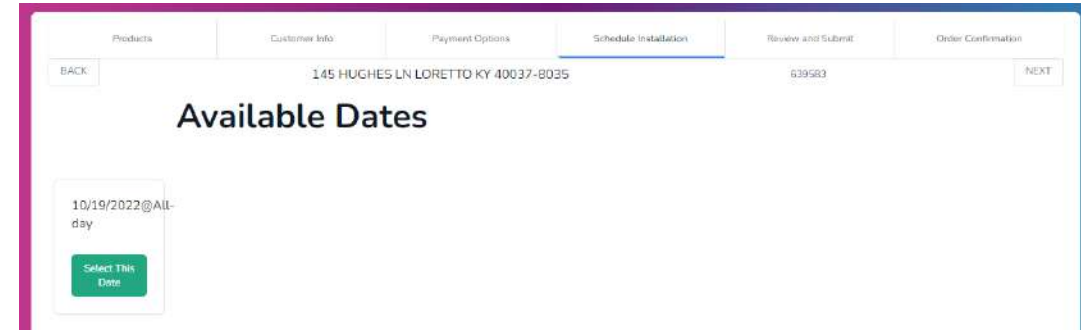 Products Customer Info Payment Options Schedule Installation Review and Submit Order Confirmation
BACK 145 HUGHES LN LORETTO KY 40037-8035 639583 NEXT
Available Dates
10/19/2022@All-
day
Select This
Date